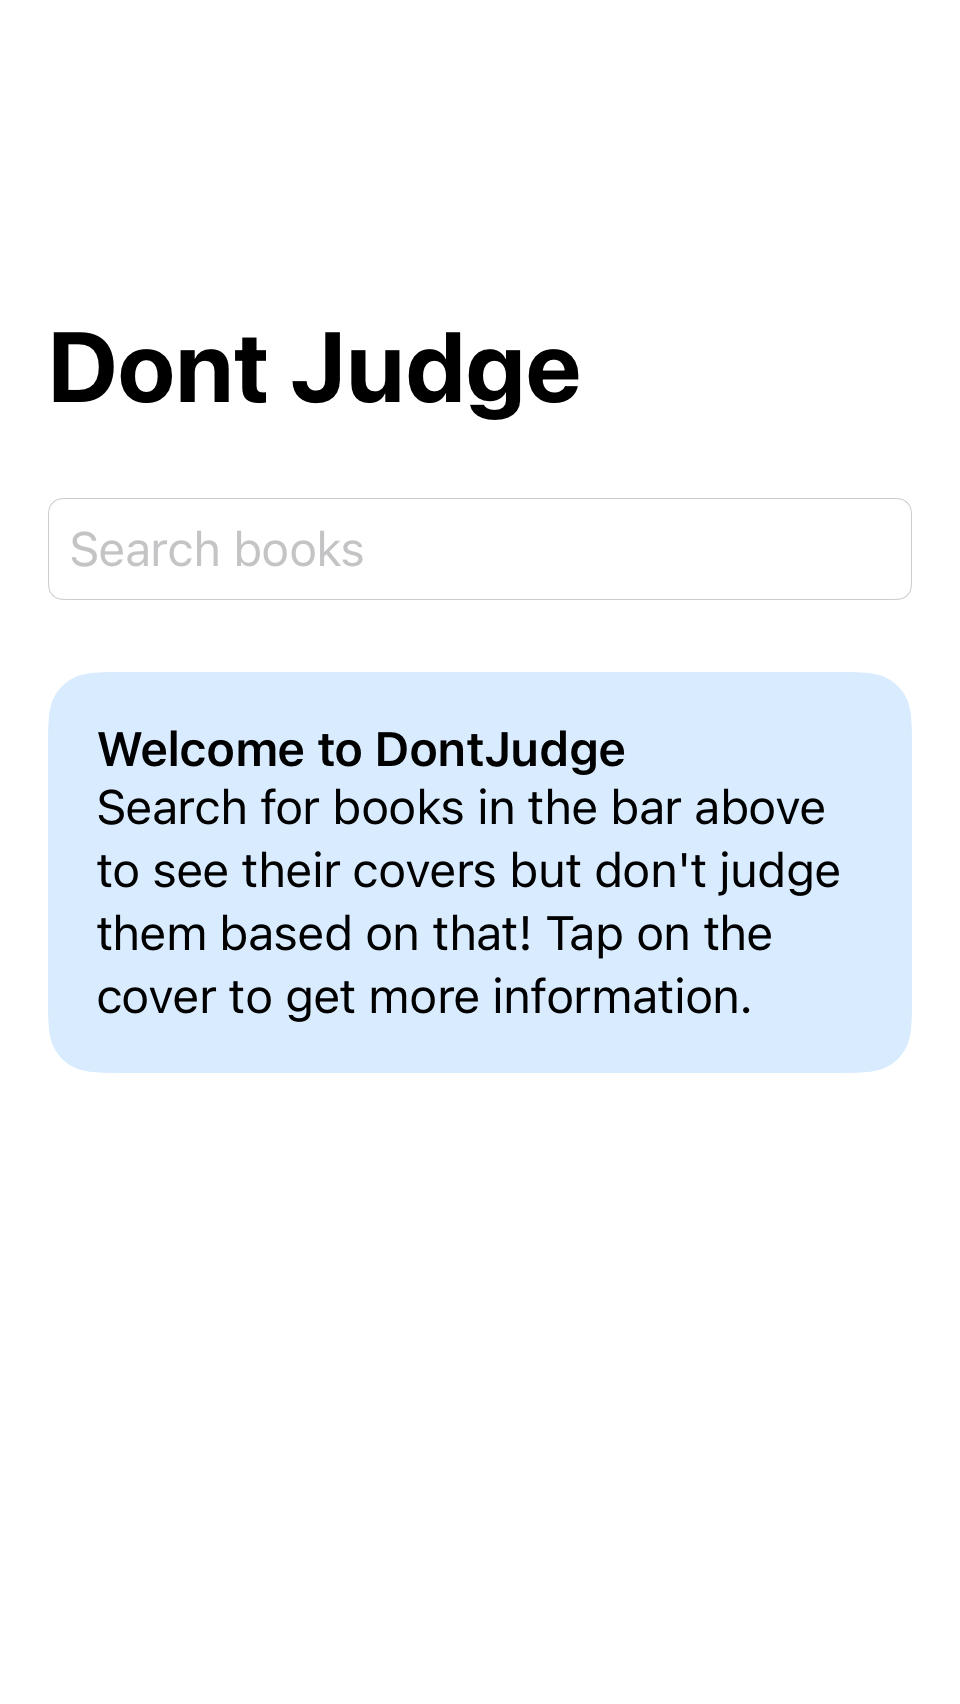 Dont Judge
Search books
Welcome to DontJudge
Search for books in the bar above
to see their covers but don't judge
them based on that! Tap on the
cover to get more information.